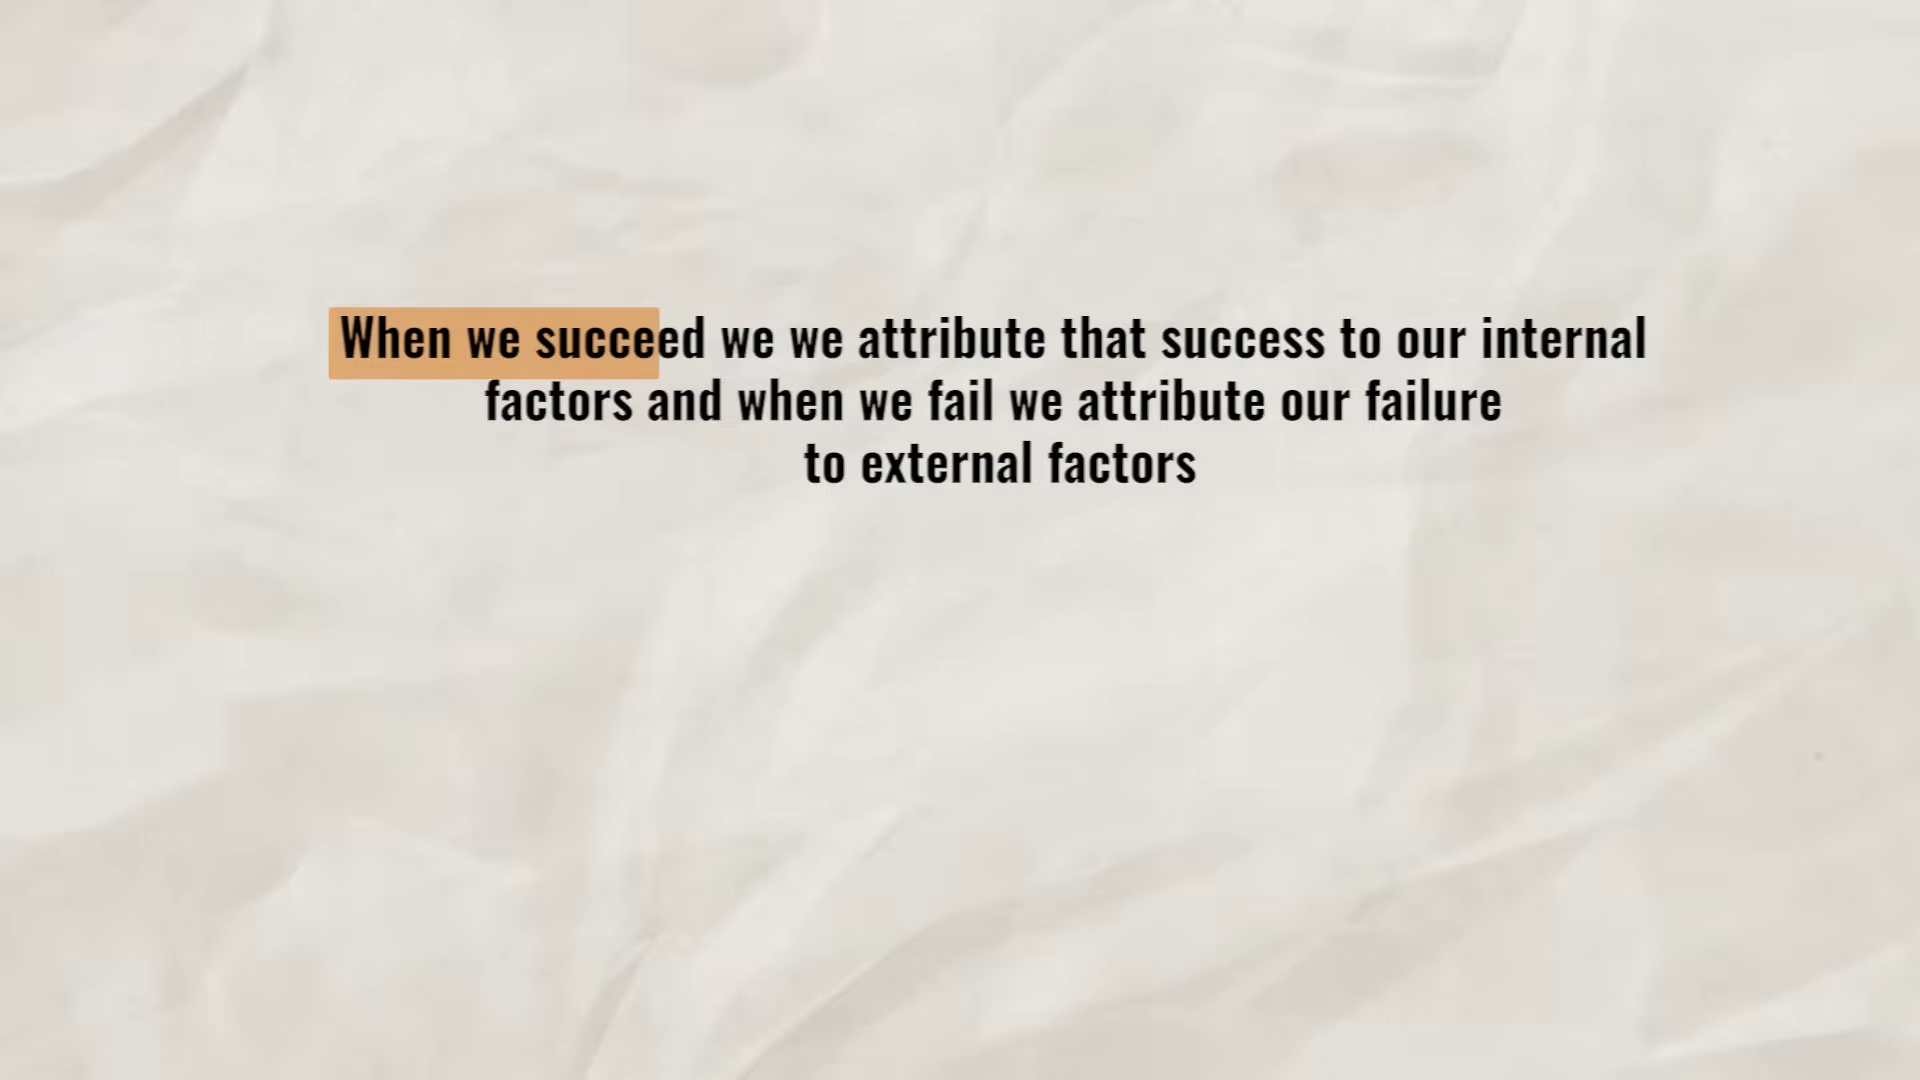 When we succeed we we attribute that success to our internal
factors and when we fail we attribute our failure
to external factors